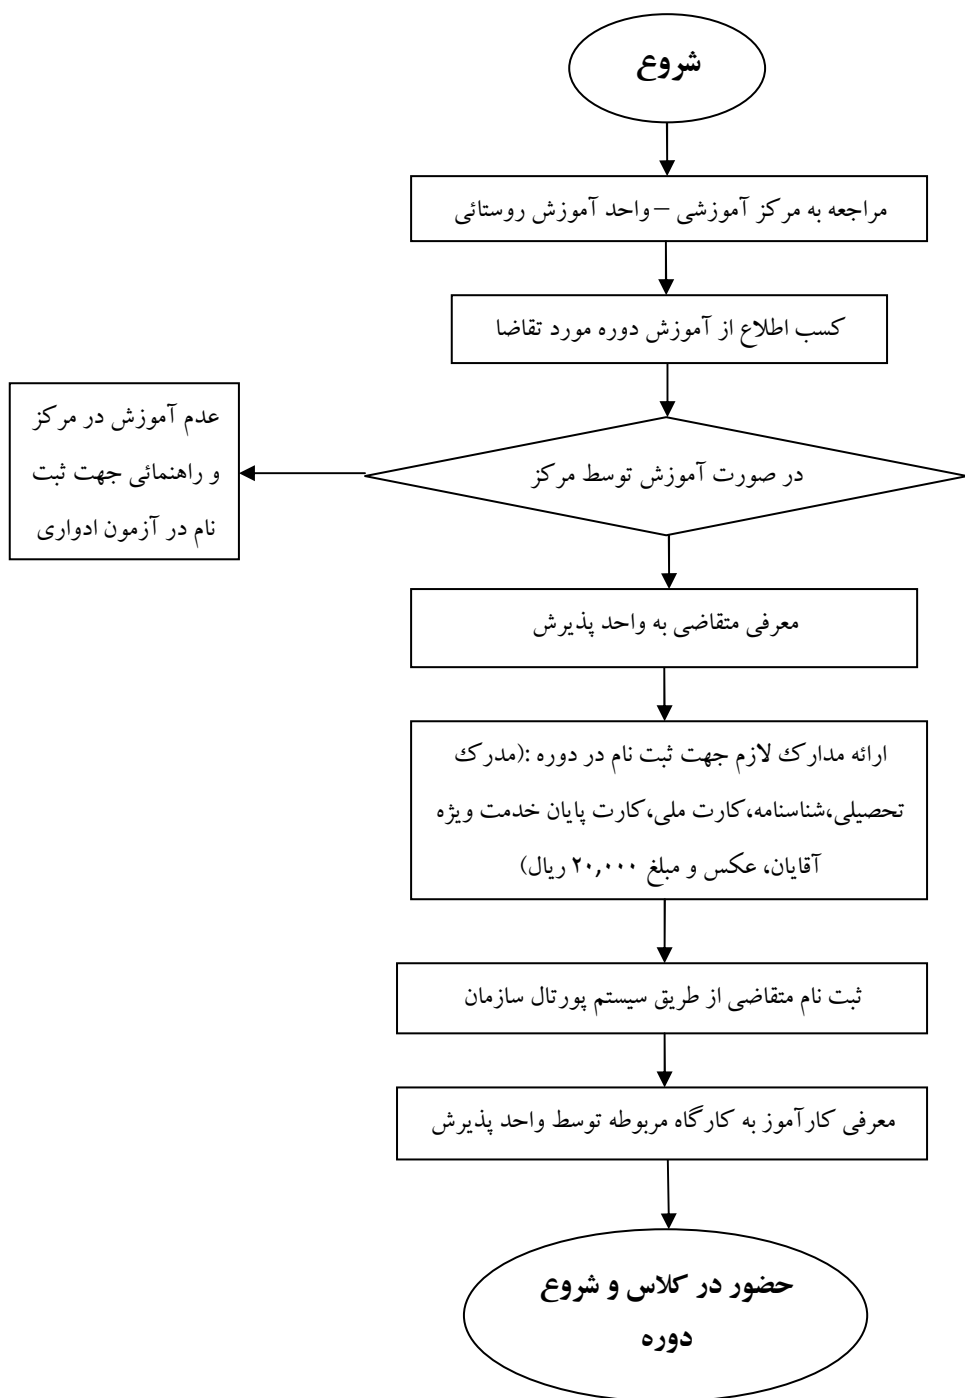 شروع
مراجعه به مرکز آموزشی – واحد آموزش روستائی
کسب اطلاع از آموزش دوره مورد تقاضا
در صورت آموزش توسط مرکز
عدم آموزش در مرکز
و راهنمائی جهت ثبت
نام در آزمون ادواری
معرفی متقاضی به واحد پذیرش
ارائه مدارک لازم جهت ثبت نام در دوره :(مدرک
تحصیلی،شناسنامه،کارت ملی،کارت پایان خدمت ویژه
آقایان، عکس و مبلغ ۲۰,۰۰۰ ریال)
ثبت نام متقاضی از طریق سیستم پورتال سازمان
معرفی کارآموز به کارگاه مربوطه توسط واحد پذیرش
حضور در کلاس و شروع
دوره